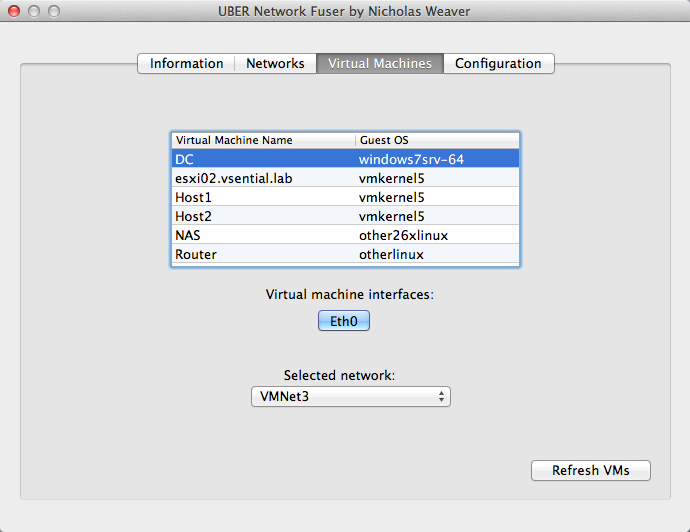 UBER Network Fuser by Nicholas Weaver
Information Networks Virtual Machines Configuration
Virtual Machine Name Guest OS
DC windows7srv-64
esxi02.vsential.lab vmkernel5
Host1 vmkernel5
Host2 vmkernel5
NAS other26xlinux
Router otherlinux
Virtual machine interfaces:
Eth0
Selected network:
VMNet3
Refresh VMs